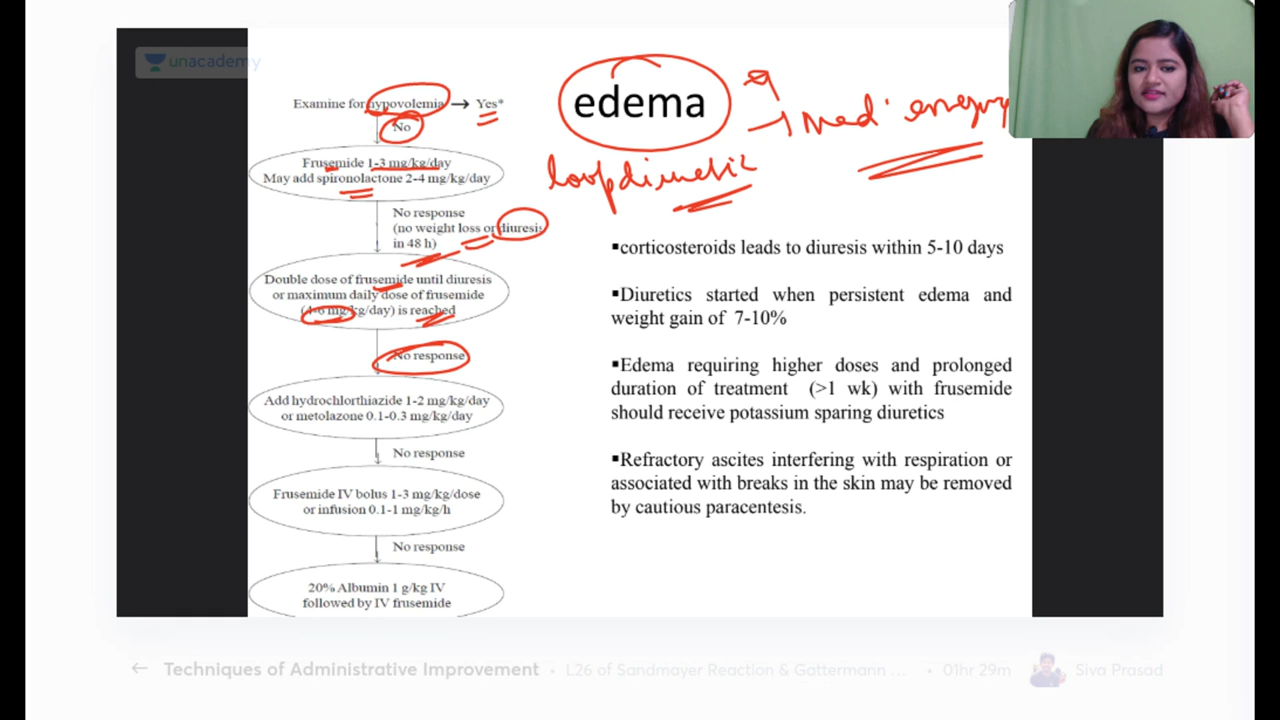 unacademy
Examine for hypovolemia → Yes*
No
Frusemide 1-3 mg/kg/day
May add spironolactone 2-4 mg/kg/day
No response
(no weight loss or diuresis
in 48 h)
Double dose of frusemide until diuresis
or maximum daily dose of frusemide
(4-6 mg/kg/day) is reached
No response
Add hydrochlorthiazide 1-2 mg/kg/day
or metolazone 0.1-0.3 mg/kg/day
No response
Frusemide IV bolus 1-3 mg/kg/dose
or infusion 0.1-1 mg/kg/h
No response
20% Albumin 1 g/kg IV
followed by IV frusemide
edema
→ Med.
loop diuretic
▪corticosteroids leads to diuresis within 5-10 days
▪Diuretics started when persistent edema and
weight gain of 7-10%
▪Edema requiring higher doses and prolonged
duration of treatment (>1 wk) with frusemide
should receive potassium sparing diuretics
▪Refractory ascites interfering with respiration or
associated with breaks in the skin may be removed
by cautious paracentesis.
← Techniques of Administrative Improvement • L26 of Sandmayer Reaction & Gattermann ... • 01hr 29m Siva Prasad